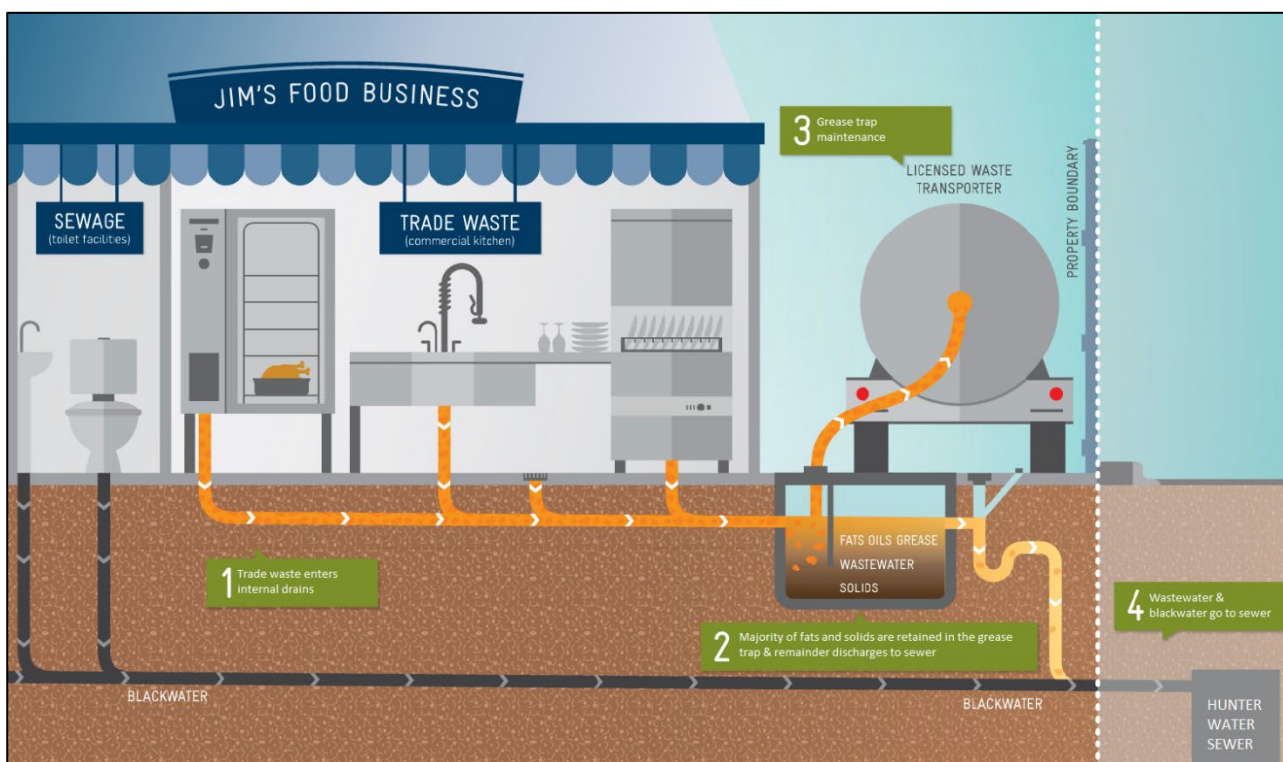 JIM'S FOOD BUSINESS
SEWAGE
(toilet facilities)
TRADE WASTE
(commercial kitchen)
3 Grease trap
maintenance
LICENSED WASTE
TRANSPORTER
PROPERTY BOUNDARY
FATS OILS GREASE
WASTEWATER
SOLIDS
1 Trade waste enters
internal drains
2 Majority of fats and solids are retained in the grease
trap & remainder discharges to sewer
4 Wastewater &
blackwater go to sewer
BLACKWATER
BLACKWATER
HUNTER
WATER
SEWER